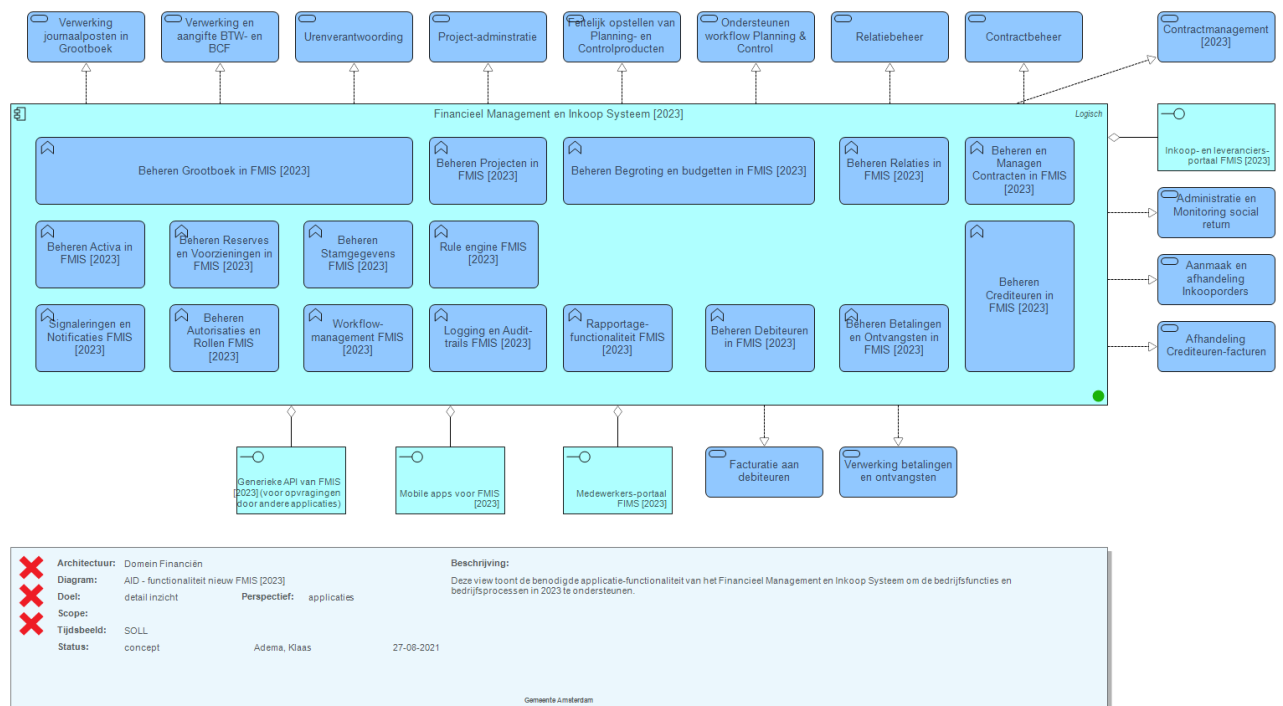 Verwerking
journaalposten in
Grootboek
Verwerking en
aangifte BTW- en
BCF
Urenverantwoording
Project-adminstratie
Feitelijk opstellen van
Planning- en
Controlproducten
Ondersteunen
workflow Planning &
Control
Relatiebeheer
Contractbeheer
Contractmanagement
[2023]
Financieel Management en Inkoop Systeem [2023]
Logisch
Beheren Grootboek in FMIS [2023]
Beheren Projecten in
FMIS [2023]
Beheren Begroting en budgetten in FMIS [2023]
Beheren Relaties in
FMIS [2023]
Beheren en
Managen
Contracten in FMIS
[2023]
Inkoop- en leveranciers-
portaal FMIS [2023]
Beheren Activa in
FMIS [2023]
Beheren Reserves
en Voorzieningen in
FMIS [2023]
Beheren
Stamgegevens
FMIS [2023]
Rule engine FMIS
[2023]
Beheren
Crediteuren in
FMIS [2023]
Administratie en
Monitoring social
return
Aanmaak en
afhandeling
Inkooporders
Signaleringen en
Notificaties FMIS
[2023]
Beheren
Autorisaties en
Rollen FMIS
[2023]
Workflow-
management FMIS
[2023]
Logging en Audit-
trails FMIS [2023]
Rapportage-
functionaliteit FMIS
[2023]
Beheren Debiteuren
in FMIS [2023]
Beheren Betalingen
en Ontvangsten in
FMIS [2023]
Afhandeling
Crediteuren-facturen
Generieke API van FMIS
[2023] (voor opvragingen
door andere applicaties)
Mobile apps voor FMIS
[2023]
Medewerkers-portaal
FIMS [2023]
Facturatie aan
debiteuren
Verwerking betalingen
en ontvangsten
Architectuur: Domein Financiën
Diagram: AID - functionaliteit nieuw FMIS [2023]
Doel: detail inzicht Perspectief: applicaties
Scope:
Tijdsbeeld: SOLL
Status: concept Adema, Klaas 27-08-2021
Beschrijving:
Deze view toont de benodigde applicatie-functionaliteit van het Financieel Management en Inkoop Systeem om de bedrijfsfuncties en
bedrijfsprocessen in 2023 te ondersteunen.
Gemeente Amsterdam